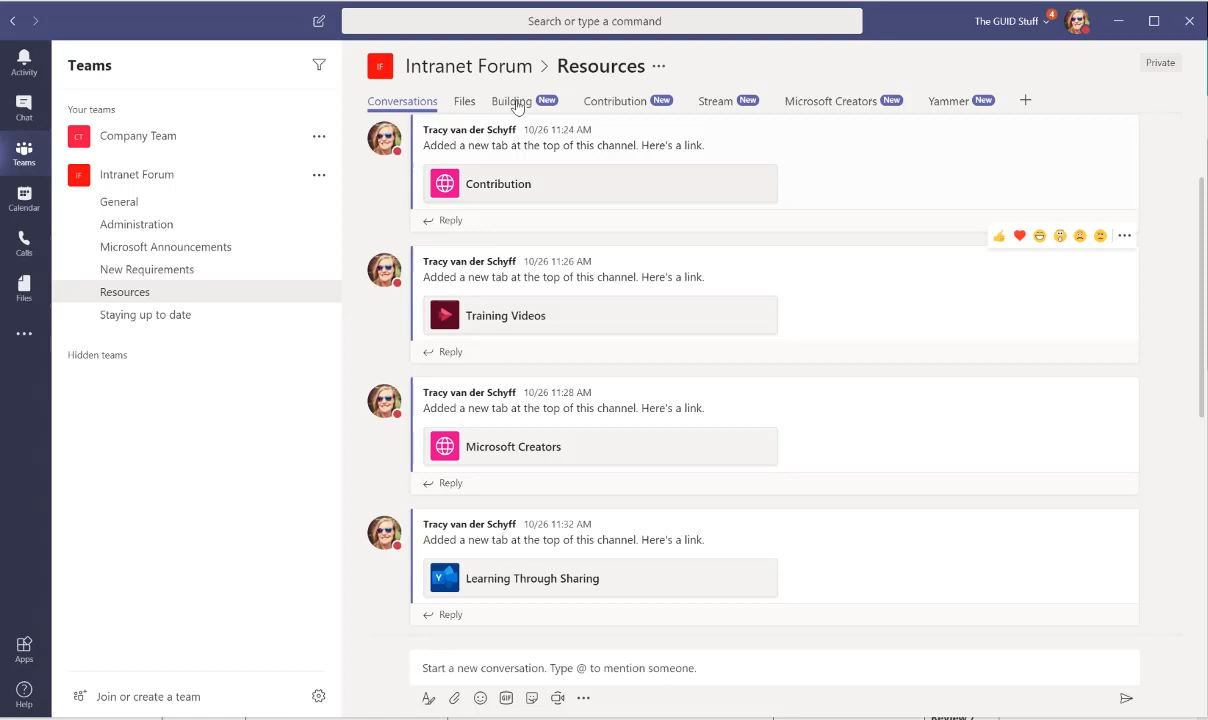 Search or type a command
The GUID Stuff
4
Activity
Chat
Teams
Calendar
Calls
Files
Apps
Help
Teams
Your teams
CT Company Team
IF Intranet Forum
General
Administration
Microsoft Announcements
New Requirements
Resources
Staying up to date
Hidden teams
Join or create a team
IF Intranet Forum > Resources
Private
Conversations Files Building New Contribution New Stream New Microsoft Creators New Yammer New
Tracy van der Schyff 10/26 11:24 AM
Added a new tab at the top of this channel. Here's a link.
Contribution
Reply
Tracy van der Schyff 10/26 11:26 AM
Added a new tab at the top of this channel. Here's a link.
Training Videos
Reply
Tracy van der Schyff 10/26 11:28 AM
Added a new tab at the top of this channel. Here's a link.
Microsoft Creators
Reply
Tracy van der Schyff 10/26 11:32 AM
Added a new tab at the top of this channel. Here's a link.
Y Learning Through Sharing
Reply
Start a new conversation. Type @ to mention someone.
GIF